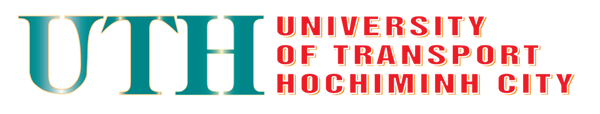 UTH
UNIVERSITY
OF TRANSPORT
HOCHIMINH CITY